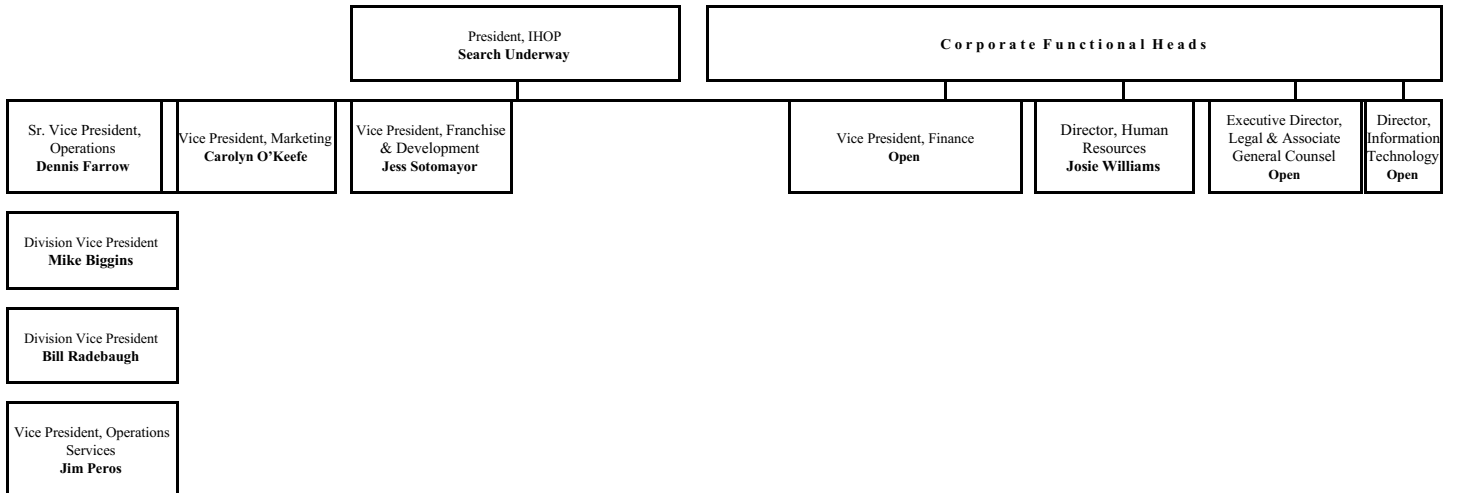 President, IHOP
Search Underway
Corporate Functional Heads
Sr. Vice President,
Operations
Dennis Farrow
Vice President, Marketing
Carolyn O’Keefe
Vice President, Franchise
& Development
Jess Sotomayor
Vice President, Finance
Open
Director, Human
Resources
Josie Williams
Executive Director,
Legal & Associate
General Counsel
Open
Director,
Information
Technology
Open
Division Vice President
Mike Biggins
Division Vice President
Bill Radebaugh
Vice President, Operations
Services
Jim Peros